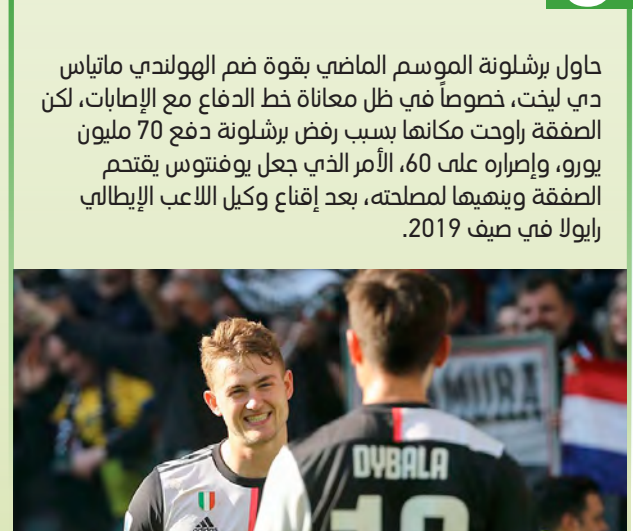 حاول برشلونة الموسم الماضي بقوة ضم الهولندي ماتياس
دي ليخت، خصوصاً في ظل معاناة خط الدفاع مع الإصابات، لكن
الصفقة راوحت مكانها بسبب رفض برشلونة دفع 70 مليون
يورو، وإصراره على 60، الأمر الذي جعل يوفنتوس يقتحم
الصفقة وينهيها لمصلحته، بعد إقناع وكيل اللاعب الإيطالي
رايولا في صيف 2019.
DYBALA